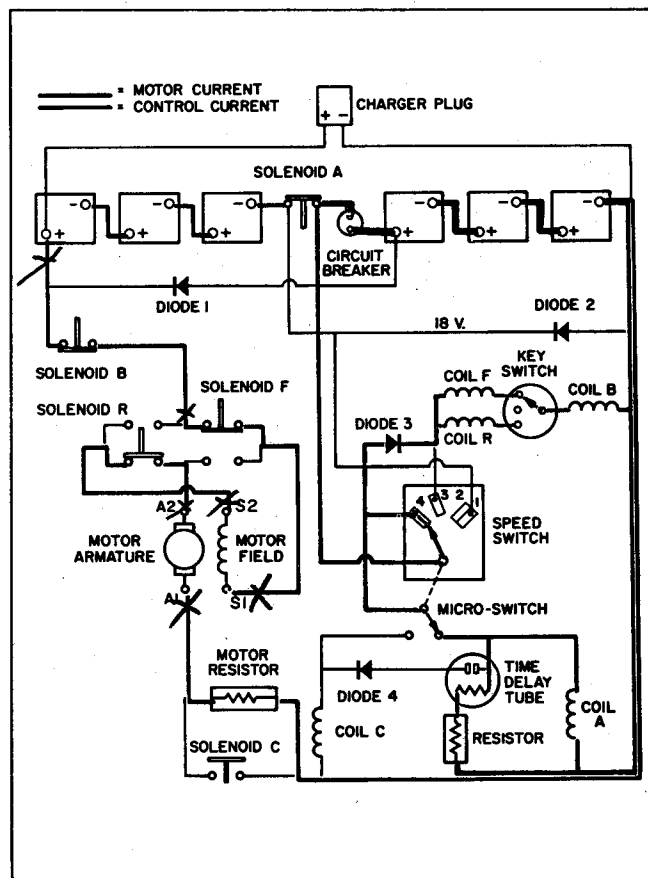 = MOTOR CURRENT
= CONTROL CURRENT
+ -
CHARGER PLUG
SOLENOID A
- - - - - -
+ + + + + +
CIRCUIT
BREAKER
DIODE 1
18 V.
DIODE 2
SOLENOID B
KEY
SWITCH
COIL F
COIL B
SOLENOID R
SOLENOID F
DIODE 3
COIL R
4 3 2 1
SPEED
SWITCH
A2
S2
MOTOR
ARMATURE
MOTOR
FIELD
A1
S1
MICRO-SWITCH
MOTOR
RESISTOR
DIODE 4
TIME
DELAY
TUBE
COIL
A
SOLENOID C
COIL C
RESISTOR